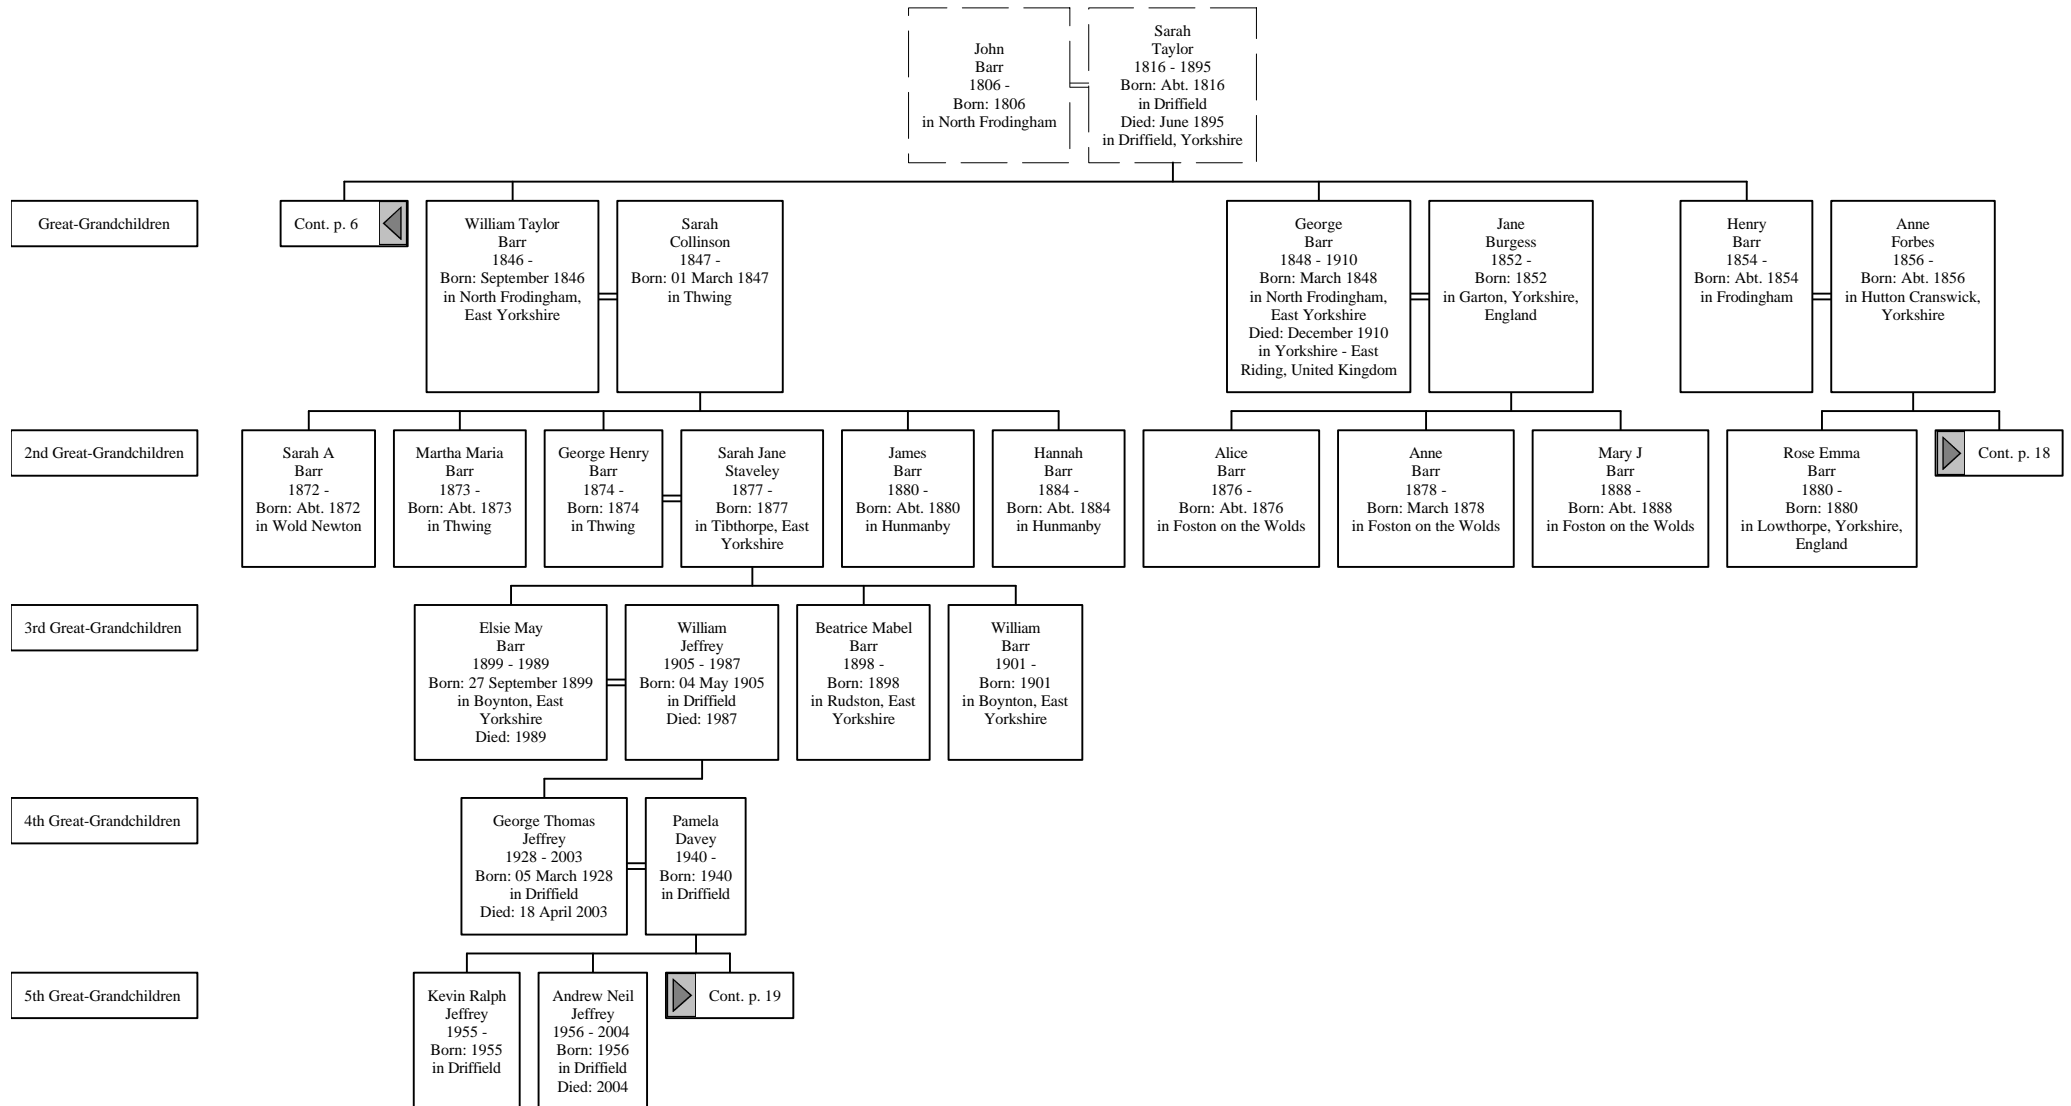 John
Barr
1806 -
Born: 1806
in North Frodingham
Sarah
Taylor
1816 - 1895
Born: Abt. 1816
in Driffield
Died: June 1895
in Driffield, Yorkshire
Great-Grandchildren
Cont. p. 6
William Taylor
Barr
1846 -
Born: September 1846
in North Frodingham,
East Yorkshire
Sarah
Collinson
1847 -
Born: 01 March 1847
in Thwing
George
Barr
1848 - 1910
Born: March 1848
in North Frodingham,
East Yorkshire
Died: December 1910
in Yorkshire - East
Riding, United Kingdom
Jane
Burgess
1852 -
Born: 1852
in Garton, Yorkshire,
England
Henry
Barr
1854 -
Born: Abt. 1854
in Frodingham
Anne
Forbes
1856 -
Born: Abt. 1856
in Hutton Cranswick,
Yorkshire
2nd Great-Grandchildren
Sarah A
Barr
1872 -
Born: Abt. 1872
in Wold Newton
Martha Maria
Barr
1873 -
Born: Abt. 1873
in Thwing
George Henry
Barr
1874 -
Born: 1874
in Thwing
Sarah Jane
Staveley
1877 -
Born: 1877
in Tibthorpe, East
Yorkshire
James
Barr
1880 -
Born: Abt. 1880
in Hunmanby
Hannah
Barr
1884 -
Born: Abt. 1884
in Hunmanby
Alice
Barr
1876 -
Born: Abt. 1876
in Foston on the Wolds
Anne
Barr
1878 -
Born: March 1878
in Foston on the Wolds
Mary J
Barr
1888 -
Born: Abt. 1888
in Foston on the Wolds
Rose Emma
Barr
1880 -
Born: 1880
in Lowthorpe, Yorkshire,
England
Cont. p. 18
3rd Great-Grandchildren
Elsie May
Barr
1899 - 1989
Born: 27 September 1899
in Boynton, East
Yorkshire
Died: 1989
William
Jeffrey
1905 - 1987
Born: 04 May 1905
in Driffield
Died: 1987
Beatrice Mabel
Barr
1898 -
Born: 1898
in Rudston, East
Yorkshire
William
Barr
1901 -
Born: 1901
in Boynton, East
Yorkshire
4th Great-Grandchildren
George Thomas
Jeffrey
1928 - 2003
Born: 05 March 1928
in Driffield
Died: 18 April 2003
Pamela
Davey
1940 -
Born: 1940
in Driffield
5th Great-Grandchildren
Kevin Ralph
Jeffrey
1955 -
Born: 1955
in Driffield
Andrew Neil
Jeffrey
1956 - 2004
Born: 1956
in Driffield
Died: 2004
Cont. p. 19